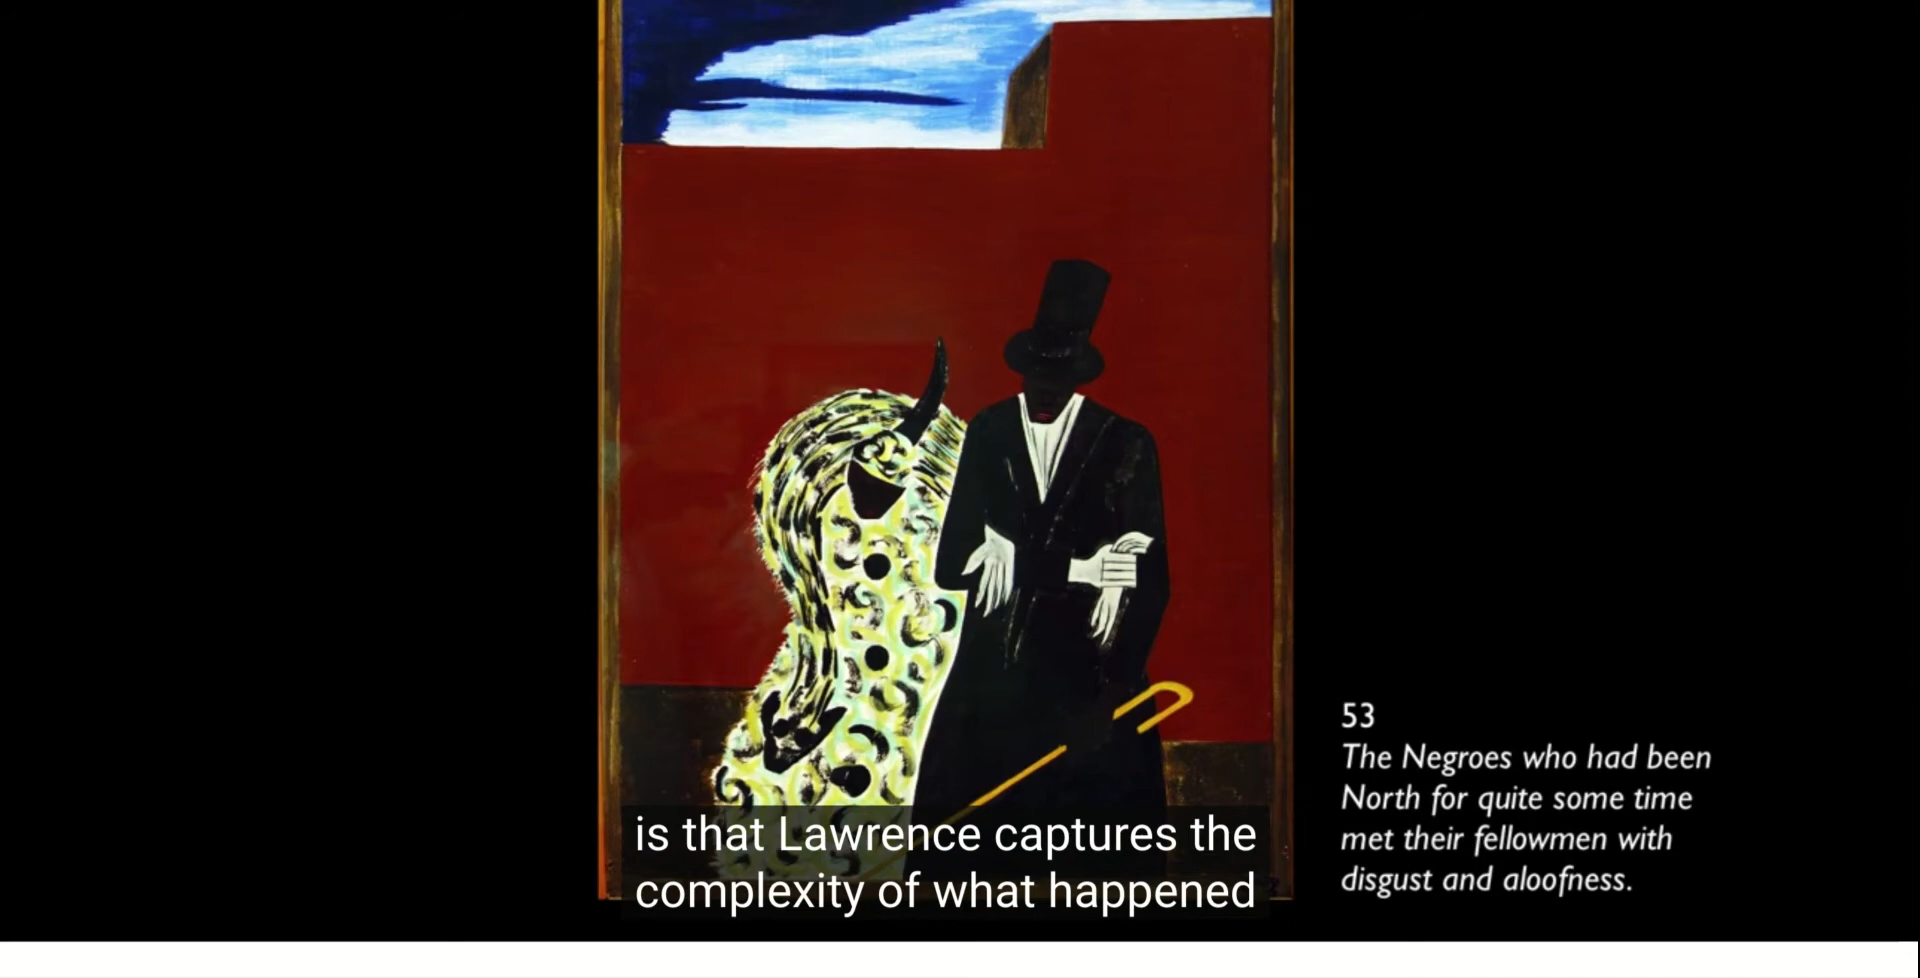 53
The Negroes who had been
North for quite some time
met their fellowmen with
disgust and aloofness.
is that Lawrence captures the
complexity of what happened